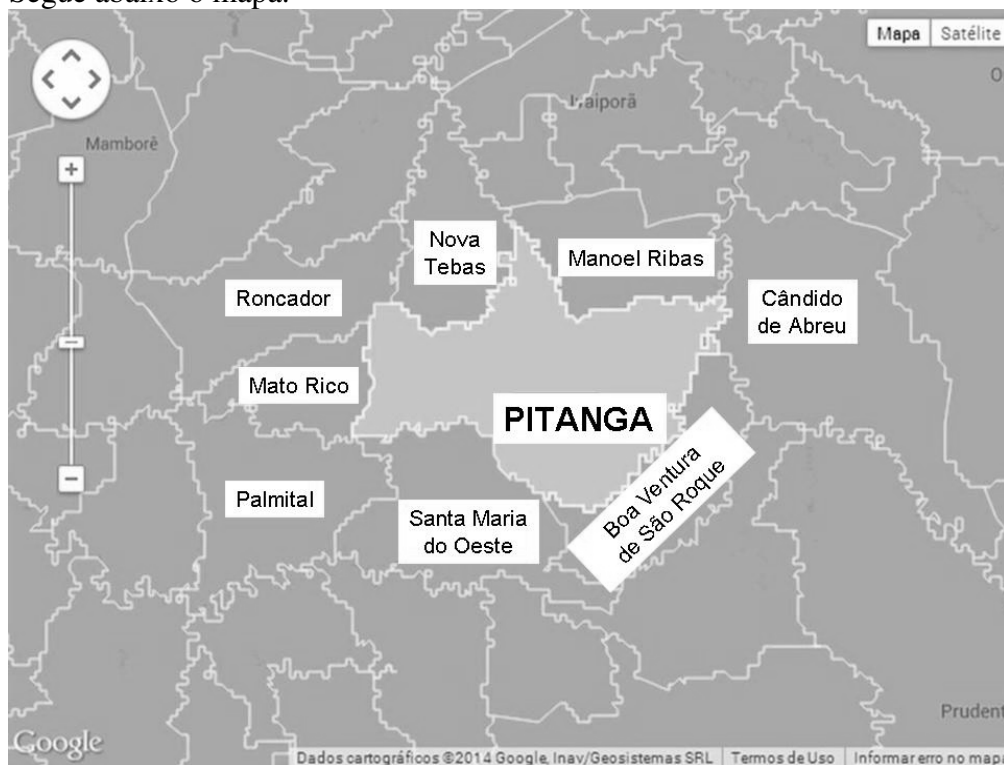 Segue abaixo o mapa.
Mapa Satélite
Mamborê
Ivaiporã
Nova
Tebas
Manoel Ribas
Roncador
Cândido
de Abreu
Mato Rico
PITANGA
Palmital
Santa Maria
do Oeste
Boa Ventura
de São Roque
Prudent
Google
Dados cartográficos ©2014 Google, Inav/Geosistemas SRL Termos de Uso Informar erro no mapa